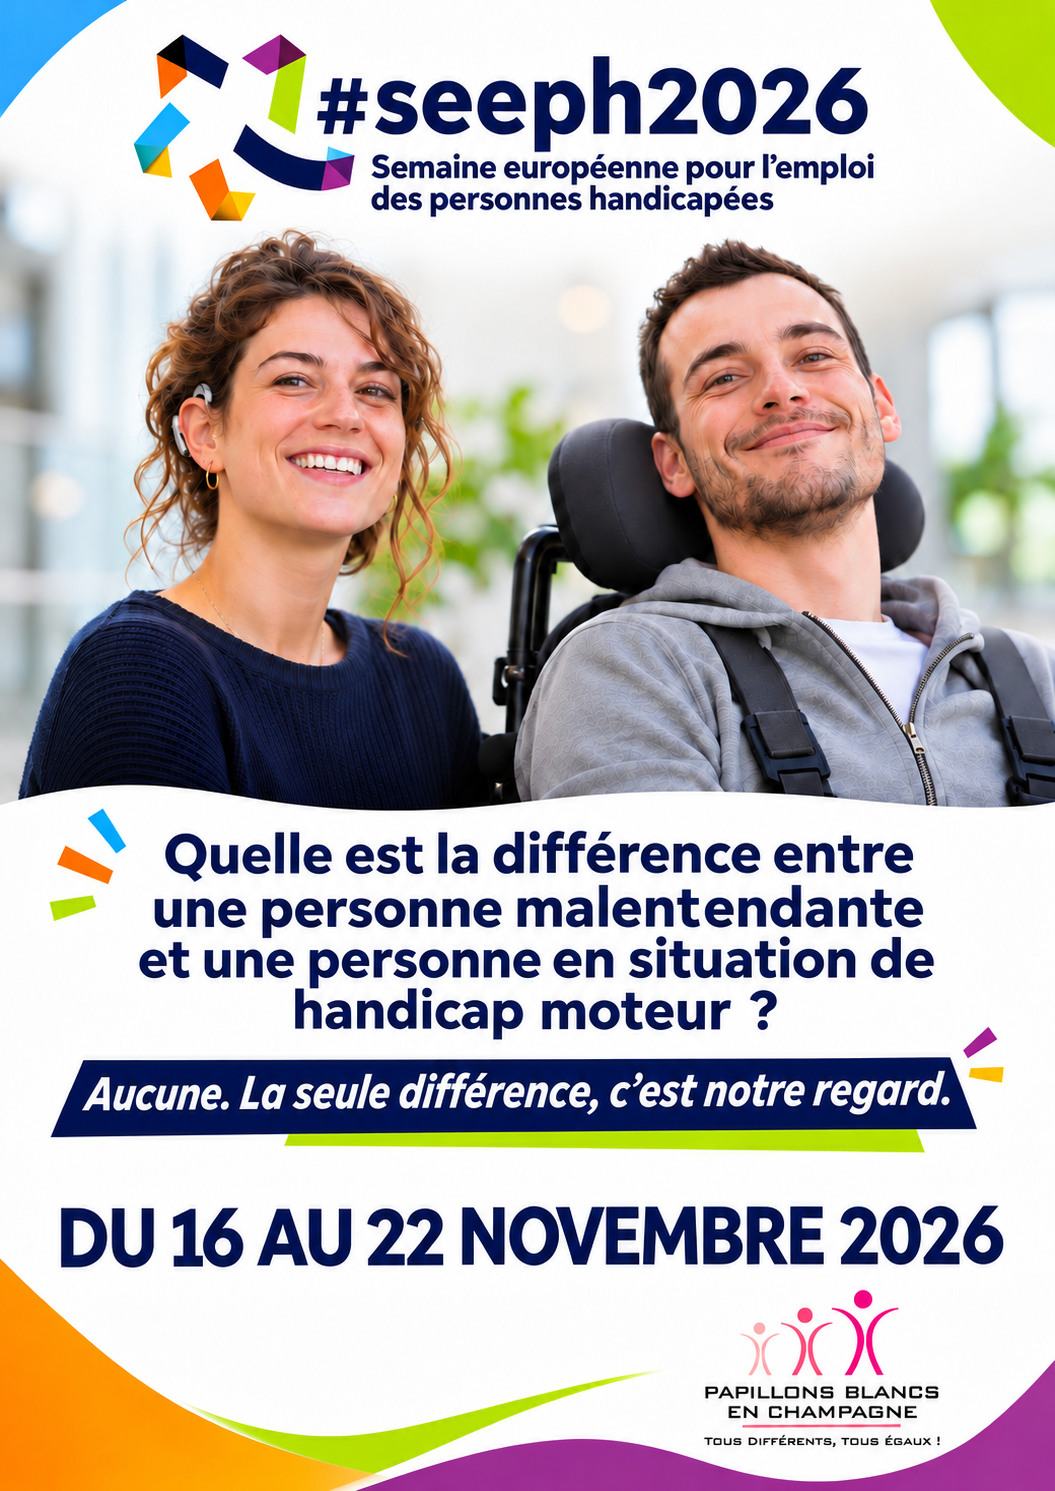 #seeph2026
Semaine européenne pour l'emploi
des personnes handicapées
Quelle est la différence entre
une personne malentendante
et une personne en situation de
handicap moteur ?
Aucune. La seule différence, c'est notre regard.
DU 16 AU 22 NOVEMBRE 2026
PAPILLONS BLANCS
EN CHAMPAGNE
TOUS DIFFÉRENTS, TOUS ÉGAUX !